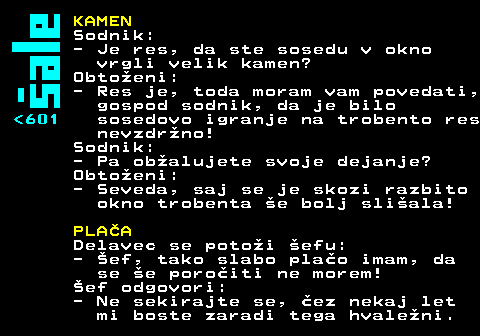 šale
<601
KAMEN
Sodnik:
- Je res, da ste sosedu v okno
vrgli velik kamen?
Obtoženi:
- Res je, toda moram vam povedati,
gospod sodnik, da je bilo
sosedovo igranje na trobento res
nevzdržno!
Sodnik:
- Pa obžalujete svoje dejanje?
Obtoženi:
- Seveda, saj se je skozi razbito
okno trobenta še bolj slišala!
PLAČA
Delavec se potoži šefu:
- Šef, tako slabo plačo imam, da
se še poročiti ne morem!
Šef odgovori:
- Ne sekirajte se, čez nekaj let
mi boste zaradi tega hvaležni.